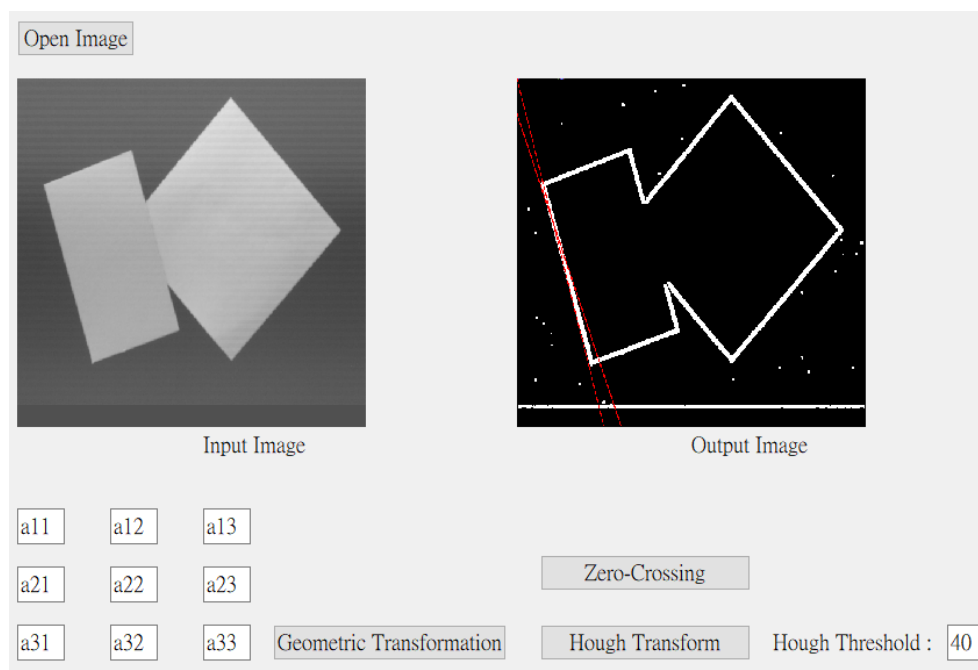 Open Image
Input Image
Output Image
a11 a12 a13
Zero-Crossing
a21 a22 a23
a31 a32 a33 Geometric Transformation Hough Transform Hough Threshold : 40